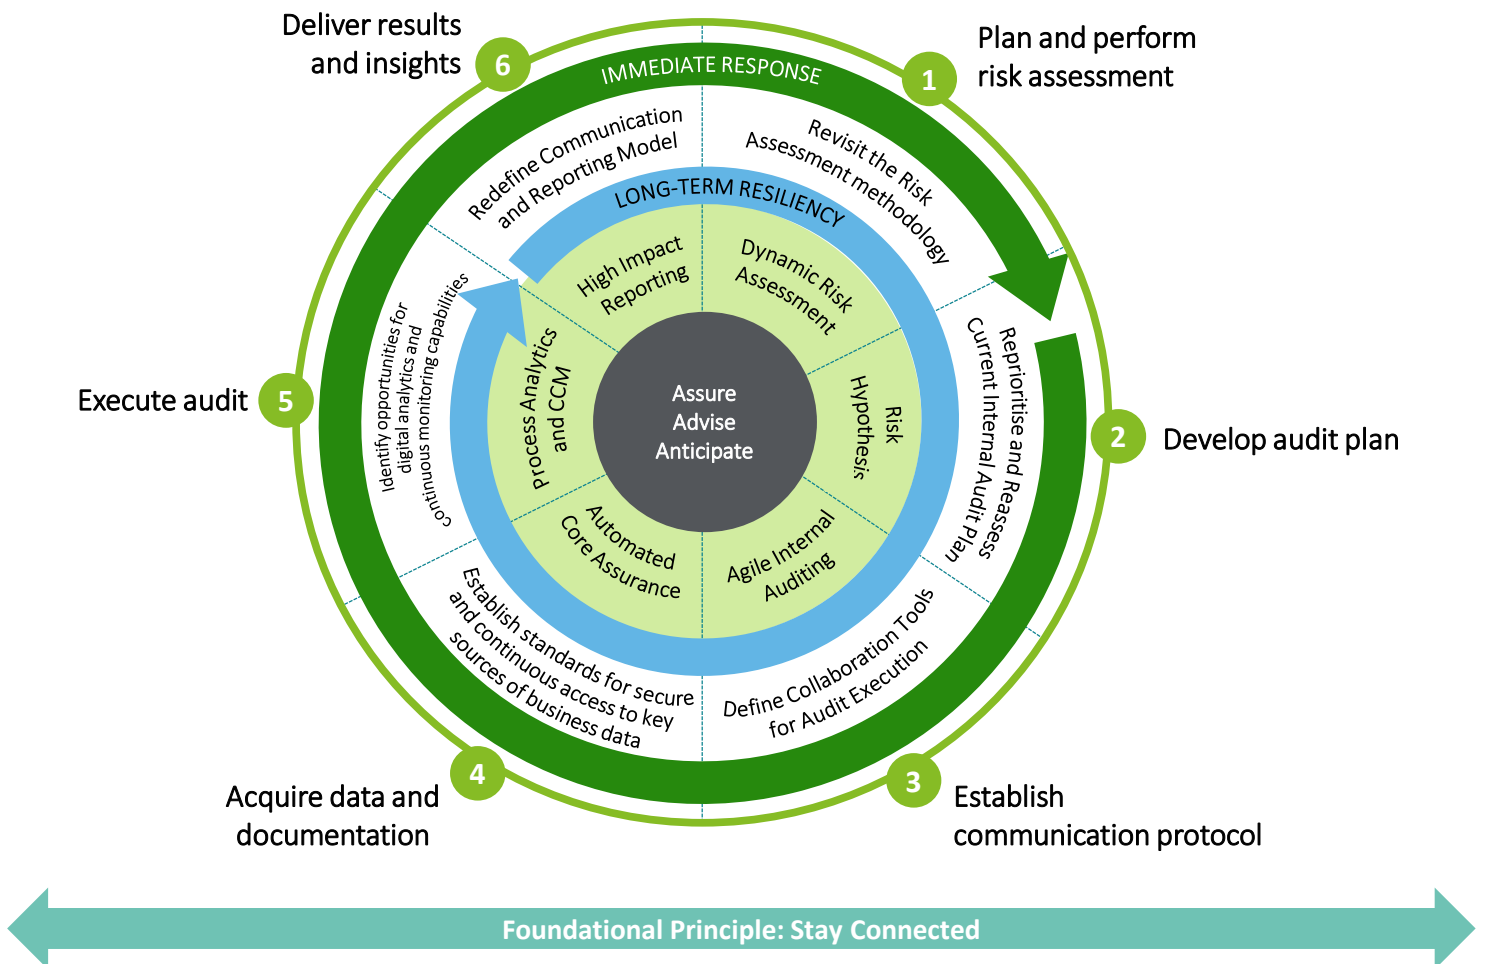 Deliver results
and insights
6
1
Plan and perform
risk assessment
IMMEDIATE RESPONSE
Redefine Communication
and Reporting Model
Revisit the Risk
Assessment methodology
LONG-TERM RESILIENCY
High Impact
Reporting
Dynamic Risk
Assessment
Identify opportunities for
digital analytics and
continuous monitoring capabilities
Process Analytics
and CCM
Assure
Advise
Anticipate
Risk
Hypothesis
Reprioritise and Reassess
Current Internal Audit Plan
Execute audit
5
2
Develop audit plan
Automated
Core Assurance
Agile Internal
Auditing
Establish standards for secure
and continuous access to key
sources of business data
Define Collaboration Tools
for Audit Execution
4
3
Acquire data and
documentation
Establish
communication protocol
Foundational Principle: Stay Connected